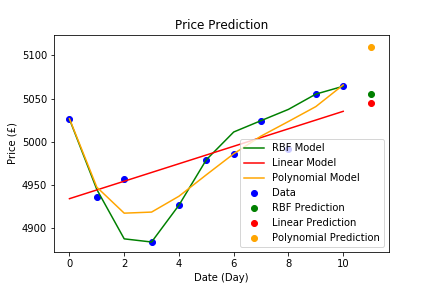 Price Prediction
5100
5050
5000
4950
4900
Price (£)
0 2 4 6 8 10
Date (Day)
RBF Model
Linear Model
Polynomial Model
Data
RBF Prediction
Linear Prediction
Polynomial Prediction